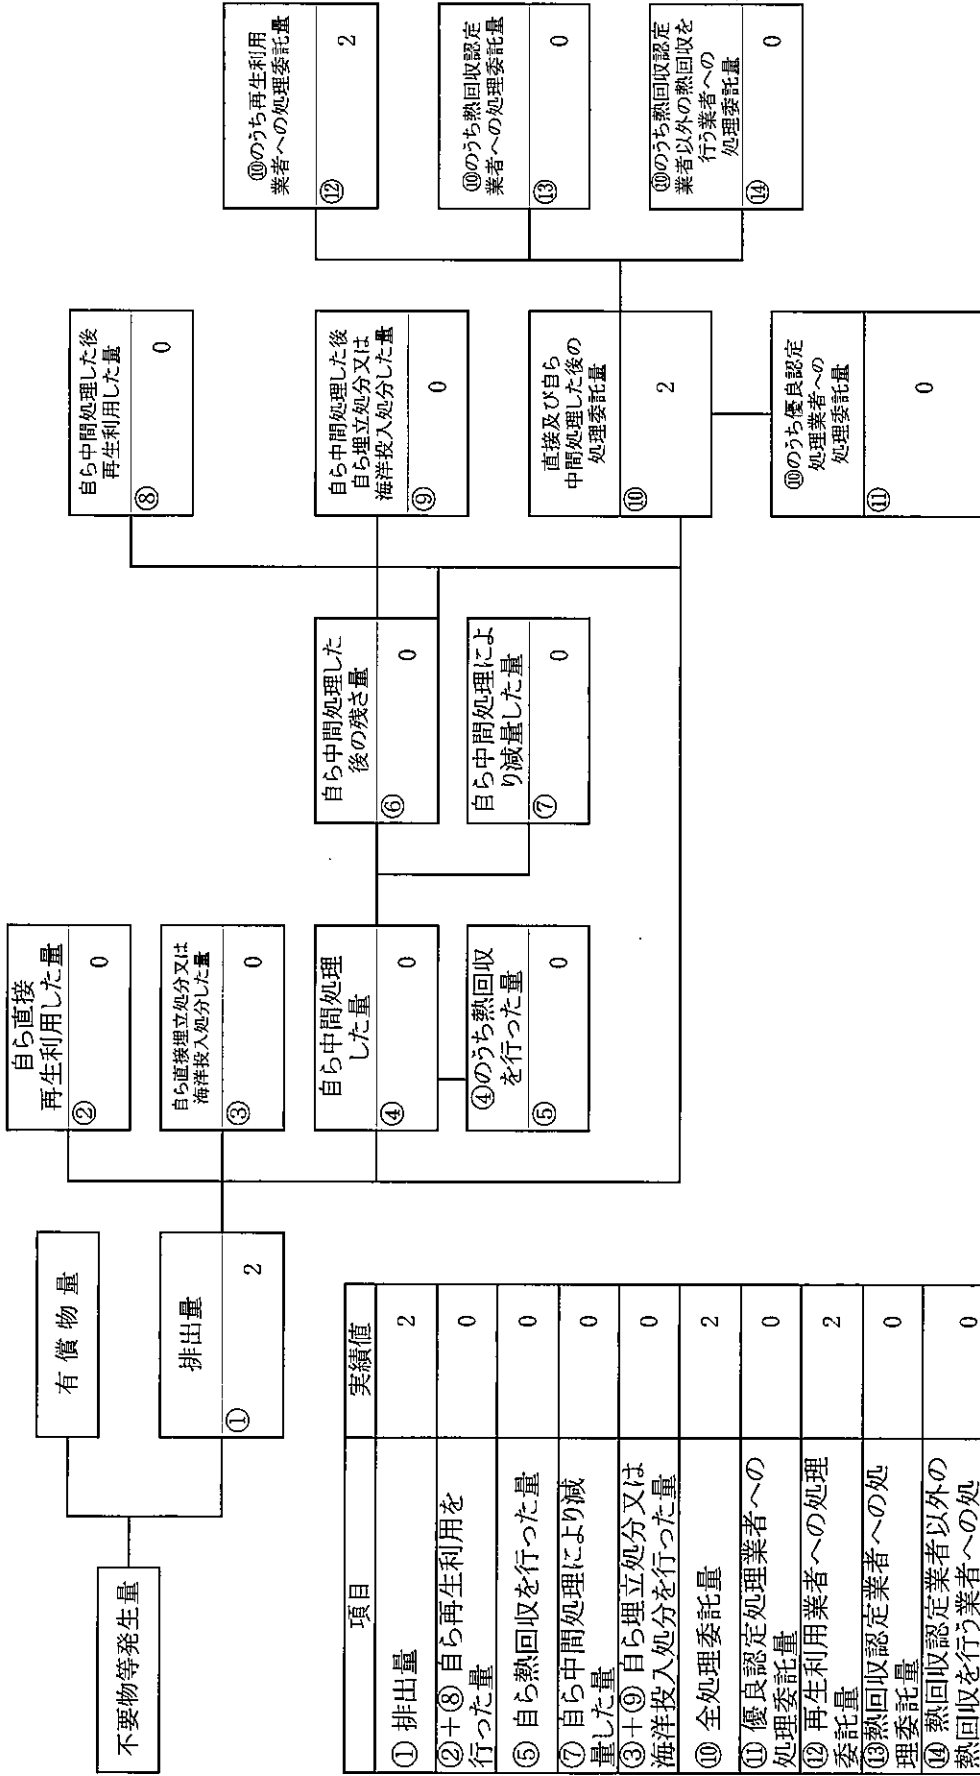 不要物等発生量
有償物量
排出量
① 2
自ら直接
再生利用した量
② 0
自ら直接埋立処分又は
海洋投入処分した量
③ 0
自ら中間処理
した量
④ 0
④のうち熱回収
を行った量
⑤ 0
自ら中間処理した
後の残さ量
⑥ 0
自ら中間処理によ
り減量した量
⑦ 0
自ら中間処理した後
再生利用した量
⑧ 0
自ら中間処理した後
自ら埋立処分又は
海洋投入処分した量
⑨ 0
直接及び自ら
中間処理した後の
処理委託量
⑩ 2
⑩のうち優良認定
処理業者への
処理委託量
⑪ 0
⑩のうち再生利用
業者への処理委託量
⑫ 2
⑩のうち熱回収認定
業者への処理委託量
⑬ 0
⑩のうち熱回収認定
業者以外の熱回収を
行う業者への
処理委託量
⑭ 0
項目 実績値
① 排出量 2
②+⑧ 自ら再生利用を
行った量 0
⑤ 自ら熱回収を行った量 0
⑦ 自ら中間処理により減
量した量 0
③+⑨ 自ら埋立処分又は
海洋投入処分を行った量 0
⑩ 全処理委託量 2
⑪ 優良認定処理業者への
処理委託量 0
⑫ 再生利用業者への処理
委託量 2
⑬熱回収認定業者への処
理委託量 0
⑭ 熱回収認定業者以外の
熱回収を行う業者への処 0